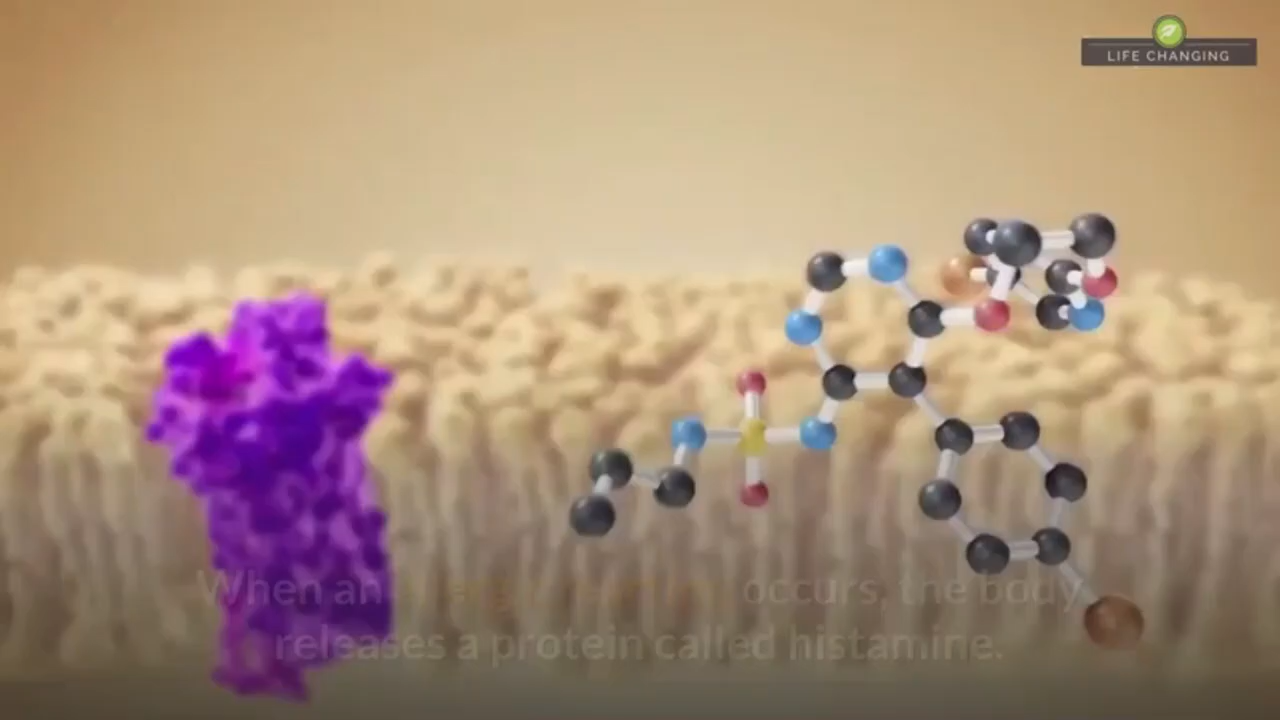 LIFE CHANGING
When an allergic reaction occurs, the body
releases a protein called histamine.